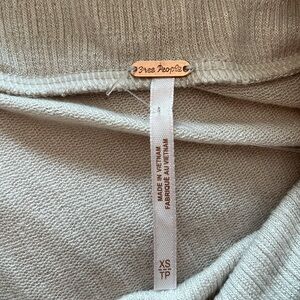 Free People
MADE IN VIETNAM
FABRIQUÉ AU VIETNAM
XS
TP